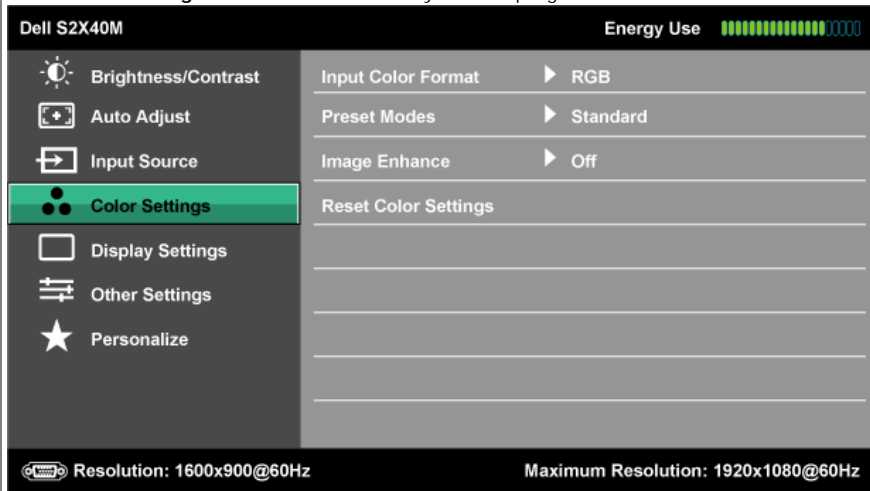 Dell S2X40M Energy Use
Brightness/Contrast Input Color Format RGB
Auto Adjust Preset Modes Standard
Input Source Image Enhance Off
Color Settings Reset Color Settings
Display Settings
Other Settings
Personalize
Resolution: 1600x900@60Hz Maximum Resolution: 1920x1080@60Hz